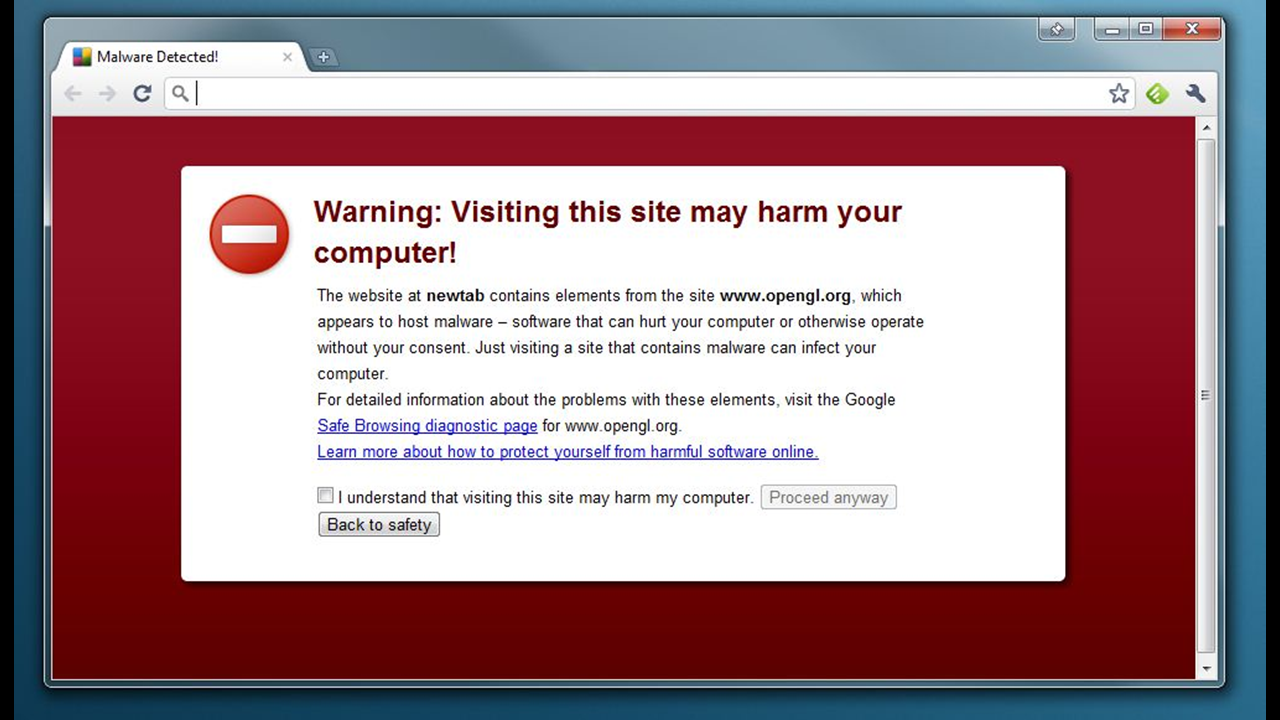 Malware Detected!
Warning: Visiting this site may harm your
computer!
The website at newtab contains elements from the site www.opengl.org, which
appears to host malware – software that can hurt your computer or otherwise operate
without your consent. Just visiting a site that contains malware can infect your
computer.
For detailed information about the problems with these elements, visit the Google
Safe Browsing diagnostic page for www.opengl.org.
Learn more about how to protect yourself from harmful software online.
I understand that visiting this site may harm my computer. Proceed anyway
Back to safety